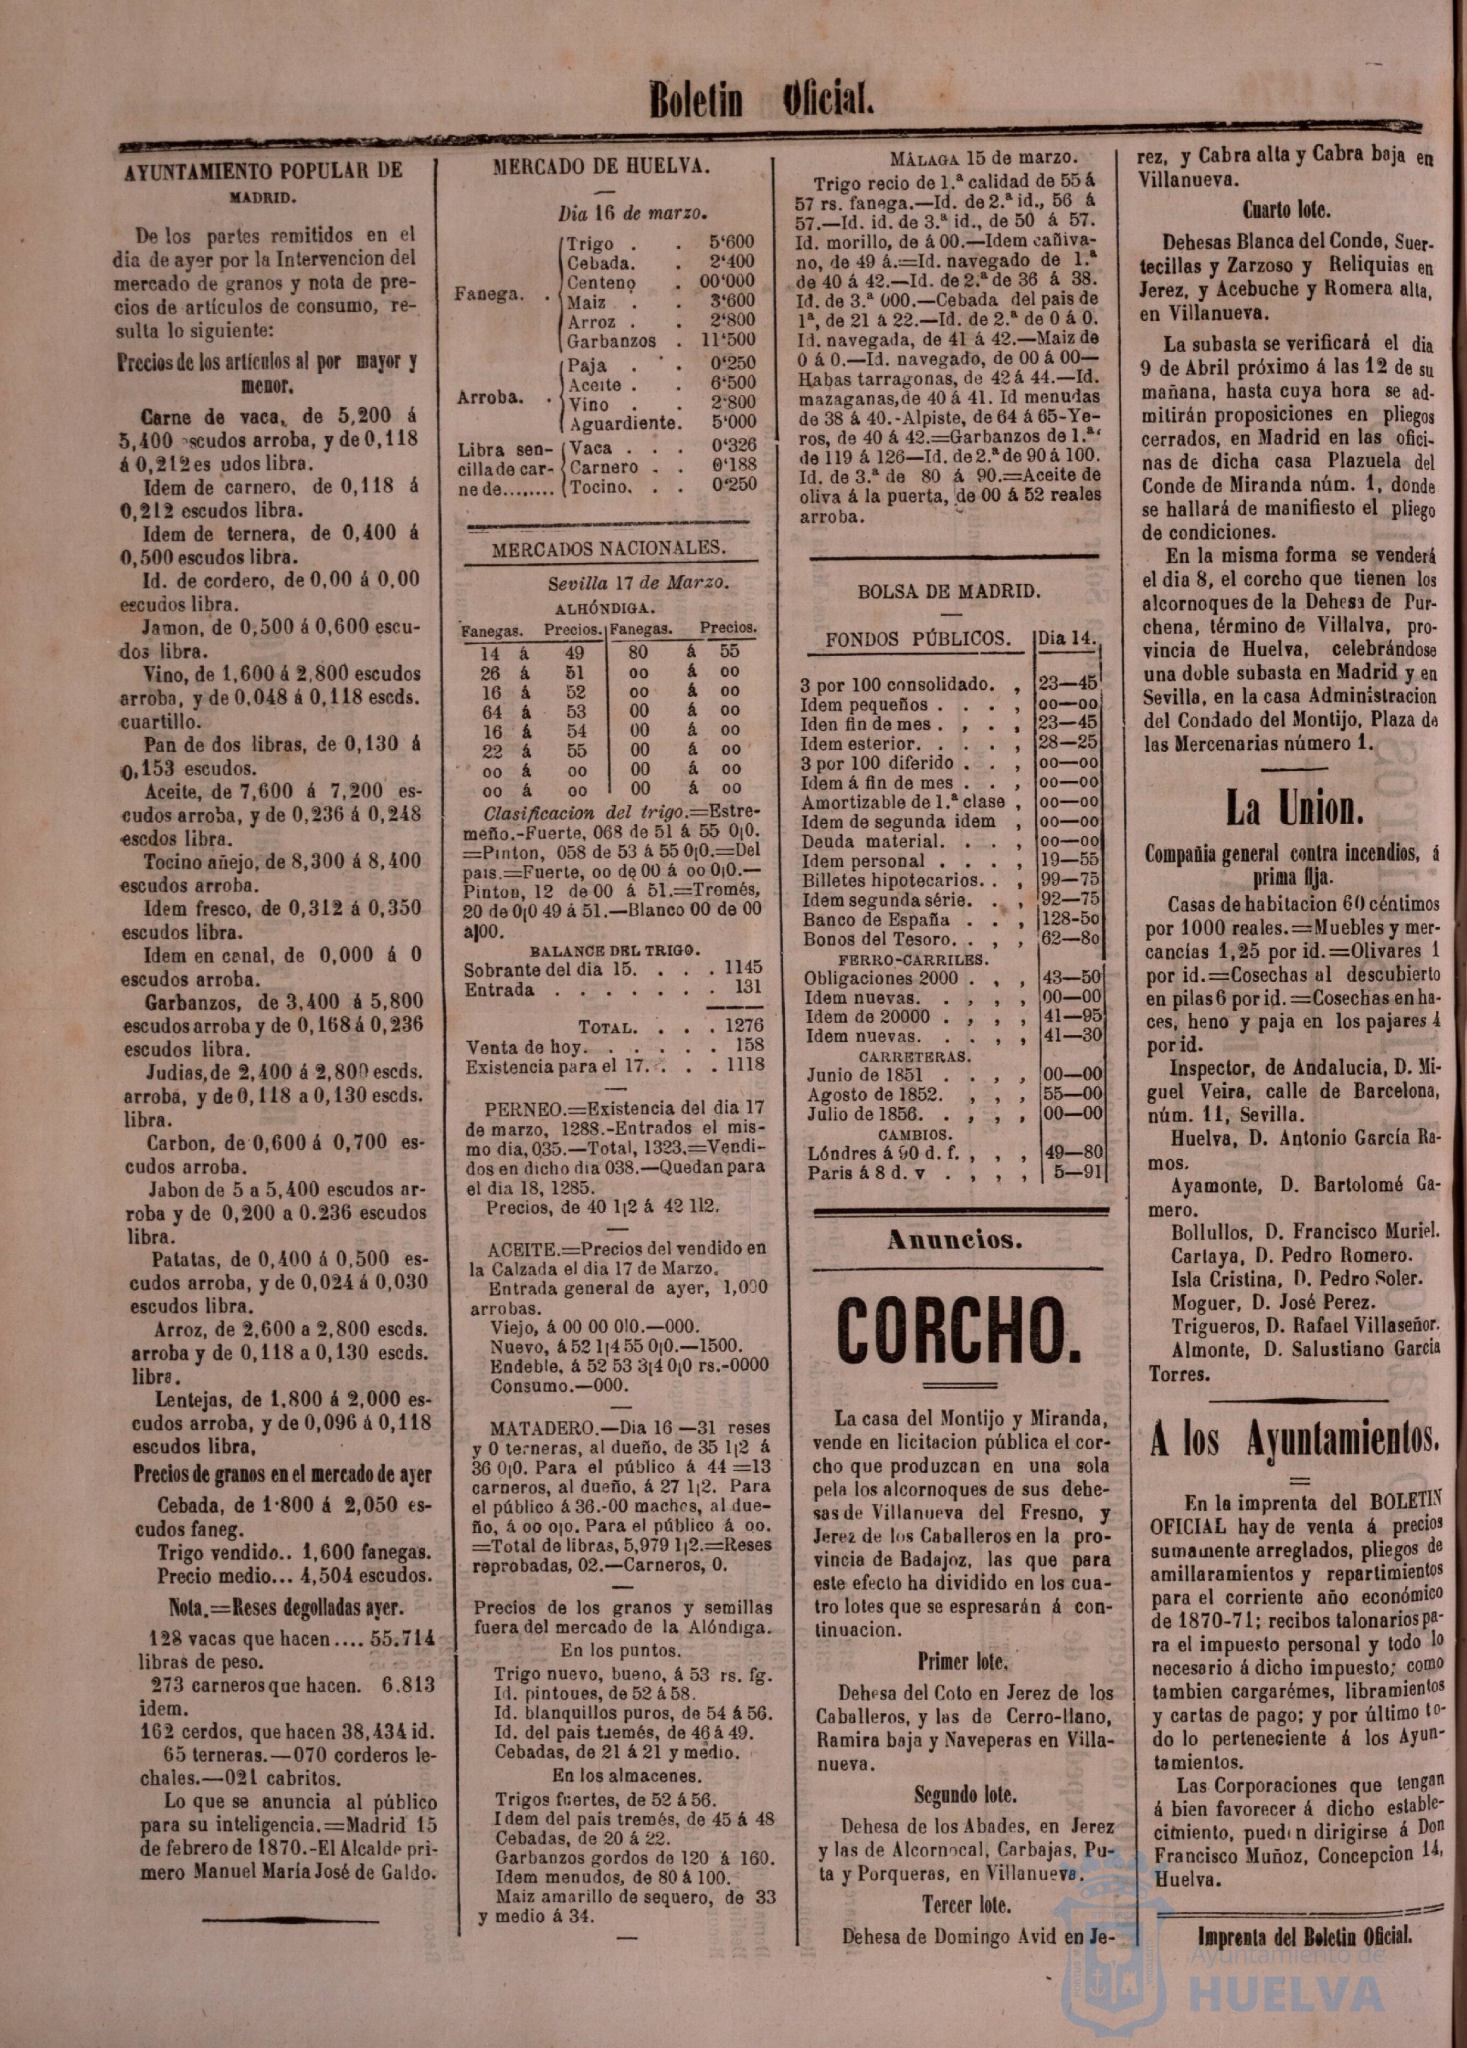 Boletin Oficial.
AYUNTAMIENTO POPULAR DE
MADRID.
De los partes remitidos en el
dia de ayer por la Intervencion del
mercado de granos y nota de pre-
cios de artículos de consumo, re-
sulta lo siguiente:
Precios de los artículos al por mayor y
menor.
Carne de vaca, de 5,200 á
5,400 escudos arroba, y de 0,118
á 0,212 es udos libra.
Idem de carnero, de 0,118 á
0,212 escudos libra.
Idem de ternera, de 0,400 á
0,500 escudos libra.
Id. de cordero, de 0,00 á 0,00
escudos libra.
Jamon, de 0,500 á 0,600 escu-
dos libra.
Vino, de 1,600 á 2,800 escudos
arroba, y de 0,048 á 0,118 escds.
cuartillo.
Pan de dos libras, de 0,130 á
0,153 escudos.
Aceite, de 7,600 á 7,200 es-
cudos arroba, y de 0,236 á 0,248
escdos libra.
Tocino añejo, de 8,300 á 8,400
escudos arroba.
Idem fresco, de 0,312 á 0,350
escudos libra.
Idem en canal, de 0,000 á 0
escudos arroba.
Garbanzos, de 3,400 á 5,800
escudos arroba y de 0,168 á 0,236
escudos libra.
Judias, de 2,400 á 2,800 escds.
arroba, y de 0,118 a 0,130 escds.
libra.
Carbon, de 0,600 á 0,700 es-
cudos arroba.
Jabon de 5 a 5,400 escudos ar-
roba y de 0,200 a 0.236 escudos
libra.
Patatas, de 0,400 á 0,500 es-
cudos arroba, y de 0,024 á 0,030
escudos libra.
Arroz, de 2,600 a 2,800 escds.
arroba y de 0,118 a 0,130 escds.
libra.
Lentejas, de 1,800 á 2,000 es-
cudos arroba, y de 0,096 á 0,118
escudos libra,
Precios de granos en el mercado de ayer
Cebada, de 1·800 á 2,050 es-
cudos faneg.
Trigo vendido.. 1,600 fanegas.
Precio medio... 4,504 escudos.
Nota.=Reses degolladas ayer.
128 vacas que hacen.... 55.714
libras de peso.
273 carneros que hacen. 6.813
idem.
162 cerdos, que hacen 38,434 id.
65 terneras.—070 corderos le-
chales.—021 cabritos.
Lo que se anuncia al público
para su inteligencia.=Madrid 15
de febrero de 1870.-El Alcalde pri-
mero Manuel María José de Galdo.
MERCADO DE HUELVA.
Dia 16 de marzo.
Fanega. . Trigo . . 5‘600
Cebada. . 2‘400
Centeno . 00‘000
Maiz . . 3‘600
Arroz . . 2‘800
Garbanzos . 11‘500
Arroba. . Paja . . 0‘250
Aceite . . 6‘500
Vino . . 2‘800
Aguardiente. 5‘000
Libra sen- Vaca . . . 0‘326
cilla de car- Carnero . . 0‘188
ne de........ Tocino. . . 0‘250
MERCADOS NACIONALES.
Sevilla 17 de Marzo.
ALHÓNDIGA.
Fanegas. Precios. Fanegas. Precios.
14 á 49 80 á 55
26 á 51 00 á 00
16 á 52 00 á 00
64 á 53 00 á 00
16 á 54 00 á 00
22 á 55 00 á 00
00 á 00 00 á 00
00 á 00 00 á 00
Clasificacion del trigo.=Estre-
meño.-Fuerte, 068 de 51 á 55 0¡0.
=Pinton, 058 de 53 á 55 0¡0.=Del
pais.=Fuerte, 00 de 00 á 00 0¡0.—
Pinton, 12 de 00 á 51.=Tremés,
20 de 0¡0 49 á 51.—Blanco 00 de 00
a¡00.
BALANCE DEL TRIGO.
Sobrante del dia 15. . . . 1145
Entrada . . . . . . . 131
TOTAL. . . . 1276
Venta de hoy. . . . . . 158
Existencia para el 17. . . . 1118
PERNEO.=Existencia del dia 17
de marzo, 1288.-Entrados el mis-
mo dia, 035.—Total, 1323.=Vendi-
dos en dicho dia 038.—Quedan para
el dia 18, 1285.
Precios, de 40 1¡2 á 42 112.
ACEITE.=Precios del vendido en
la Calzada el dia 17 de Marzo.
Entrada general de ayer, 1,000
arrobas.
Viejo, á 00 00 010.—000.
Nuevo, á 52 1¡4 55 0¡0.—1500.
Endeble, á 52 53 3¡4 0¡0 rs.-0000
Consumo.—000.
MATADERO.—Dia 16 —31 reses
y 0 terneras, al dueño, de 35 1¡2 á
36 0¡0. Para el público á 44 =13
carneros, al dueño, á 27 1¡2. Para
el público á 36.-00 machos, al due-
ño, á 00 0¡0. Para el público á 00.
=Total de libras, 5,979 1¡2.=Reses
reprobadas, 02.—Carneros, 0.
Precios de los granos y semillas
fuera del mercado de la Alóndiga.
En los puntos.
Trigo nuevo, bueno, á 53 rs. fg.
Id. pintoues, de 52 á 58.
Id. blanquillos puros, de 54 á 56.
Id. del pais tremés, de 46 á 49.
Cebadas, de 21 á 21 y medio.
En los almacenes.
Trigos fuertes, de 52 á 56.
Idem del pais tremés, de 45 á 48
Cebadas, de 20 á 22.
Garbanzos gordos de 120 á 160.
Idem menudos, de 80 á 100.
Maiz amarillo de sequero, de 33
y medio á 34.
MÁLAGA 15 de marzo.
Trigo recio de 1.ª calidad de 55 á
57 rs. fanega.—Id. de 2.ª id., 56 á
57.—Id. id. de 3.ª id., de 50 á 57.
Id. morillo, de á 00.—Idem cañiva-
no, de 49 á.=Id. navegado de 1.ª
de 40 á 42.—Id. de 2.ª de 36 á 38.
Id. de 3.ª 000.—Cebada del pais de
1ª, de 21 á 22.—Id. de 2.ª de 0 á 0.
Id. navegada, de 41 á 42.—Maiz de
0 á 0.—Id. navegado, de 00 á 00—
Habas tarragonas, de 42 á 44.—Id.
mazaganas, de 40 á 41. Id menudas
de 38 á 40.-Alpiste, de 64 á 65-Ye-
ros, de 40 á 42.=Garbanzos de 1.ª
de 119 á 126—Id. de 2.ª de 90 á 100.
Id. de 3.ª de 80 á 90.=Aceite de
oliva á la puerta, de 00 á 52 reales
arroba.
BOLSA DE MADRID.
FONDOS PÚBLICOS. Dia 14.
3 por 100 consolidado. , 23—45
Idem pequeños . . . , 00—00
Iden fin de mes . , . , 23—45
Idem esterior. . . . , 28—25
3 por 100 diferido . . , 00—00
Idem á fin de mes . . , 00—00
Amortizable de 1.ª clase , 00—00
Idem de segunda idem , 00—00
Deuda material. . . , 00—00
Idem personal . . . , 19—55
Billetes hipotecarios. . , 99—75
Idem segunda série. . , 92—75
Banco de España . . , 128-50
Bonos del Tesoro. . , , 62—80
FERRO-CARRILES.
Obligaciones 2000 . , , 43—50
Idem nuevas. . , , , 00—00
Idem de 20000 . , , , 41—95
Idem nuevas. . . , , 41—30
CARRETERAS.
Junio de 1851 . . , , 00—00
Agosto de 1852. , , , 55—00
Julio de 1856. . , , , 00—00
CAMBIOS.
Lóndres á 90 d. f. , , , 49—80
Paris á 8 d. v . , , , 5—91
Anuncios.
CORCHO.
La casa del Montijo y Miranda,
vende en licitacion pública el cor-
cho que produzcan en una sola
pela los alcornoques de sus dehe-
sas de Villanueva del Fresno, y
Jerez de los Caballeros en la pro-
vincia de Badajoz, las que para
este efecto ha dividido en los cua-
tro lotes que se espresarán á con-
tinuacion.
Primer lote.
Dehesa del Coto en Jerez de los
Caballeros, y las de Cerro-llano,
Ramira baja y Naveperas en Villa-
nueva.
Segundo lote.
Dehesa de los Abades, en Jerez
y las de Alcornocal, Carbajas, Pu-
ta y Porqueras, en Villanueva.
Tercer lote.
Dehesa de Domingo Avid en Je-
rez, y Cabra alta y Cabra baja en
Villanueva.
Cuarto lote.
Dehesas Blanca del Conde, Suer-
tecillas y Zarzoso y Reliquias en
Jerez, y Acebuche y Romera alta,
en Villanueva.
La subasta se verificará el dia
9 de Abril próximo á las 12 de su
mañana, hasta cuya hora se ad-
mitirán proposiciones en pliegos
cerrados, en Madrid en las ofici-
nas de dicha casa Plazuela del
Conde de Miranda núm. 1, donde
se hallará de manifiesto el pliego
de condiciones.
En la misma forma se venderá
el dia 8, el corcho que tienen los
alcornoques de la Dehesa de Pur-
chena, término de Villalva, pro-
vincia de Huelva, celebrándose
una doble subasta en Madrid y en
Sevilla, en la casa Administracion
del Condado del Montijo, Plaza de
las Mercenarias número 1.
La Union.
Compañia general contra incendios, á
prima fija.
Casas de habitacion 60 céntimos
por 1000 reales.=Muebles y mer-
cancías 1,25 por id.=Olivares 1
por id.=Cosechas al descubierto
en pilas 6 por id.=Cosechas en ha-
ces, heno y paja en los pajares 4
por id.
Inspector, de Andalucia, D. Mi-
guel Veira, calle de Barcelona,
núm. 11, Sevilla.
Huelva, D. Antonio García Ra-
mos.
Ayamonte, D. Bartolomé Ga-
mero.
Bollullos, D. Francisco Muriel.
Cartaya, D. Pedro Romero.
Isla Cristina, D. Pedro Soler.
Moguer, D. José Perez.
Trigueros, D. Rafael Villaseñor.
Almonte, D. Salustiano Garcia
Torres.
A los Ayuntamientos.
En la imprenta del BOLETIN
OFICIAL hay de venta á precios
sumamente arreglados, pliegos de
amillaramientos y repartimientos
para el corriente año económico
de 1870-71; recibos talonarios pa-
ra el impuesto personal y todo lo
necesario á dicho impuesto; como
tambien cargarémes, libramientos
y cartas de pago; y por último to-
do lo perteneciente á los Ayun-
tamientos.
Las Corporaciones que tengan
á bien favorecer á dicho estable-
cimiento, pueden dirigirse á Don
Francisco Muñoz, Concepcion 14,
Huelva.
Imprenta del Boletin Oficial.
Ayuntamiento de
HUELVA